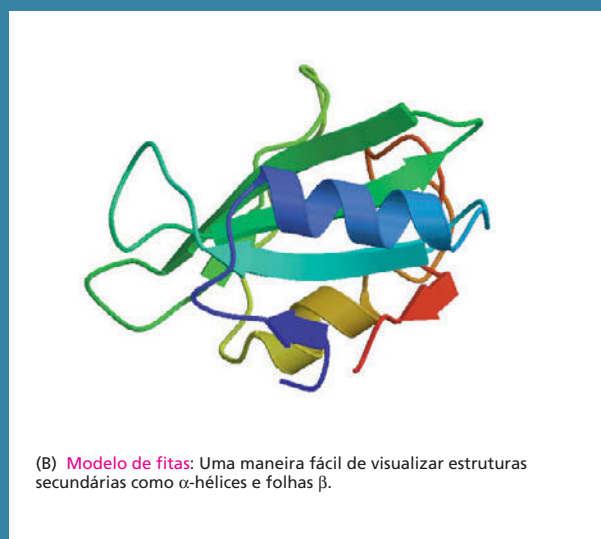 (B) Modelo de fitas: Uma maneira fácil de visualizar estruturas
secundárias como α-hélices e folhas β.